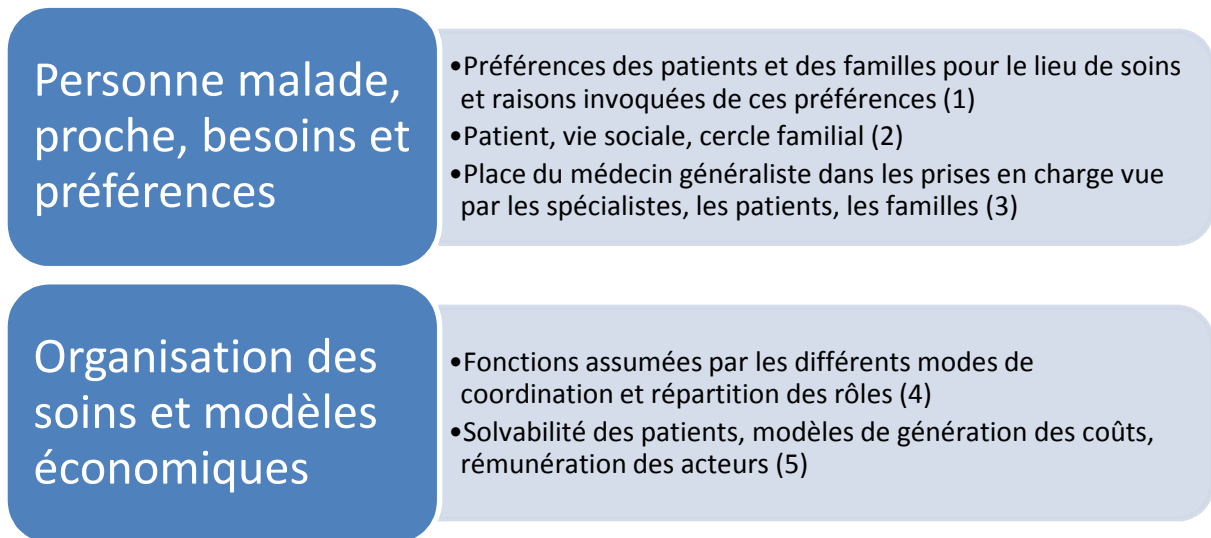 Personne malade,
proche, besoins et
préférences
•Préférences des patients et des familles pour le lieu de soins
et raisons invoquées de ces préférences (1)
•Patient, vie sociale, cercle familial (2)
•Place du médecin généraliste dans les prises en charge vue
par les spécialistes, les patients, les familles (3)
Organisation des
soins et modèles
économiques
•Fonctions assumées par les différents modes de
coordination et répartition des rôles (4)
•Solvabilité des patients, modèles de génération des coûts,
rémunération des acteurs (5)